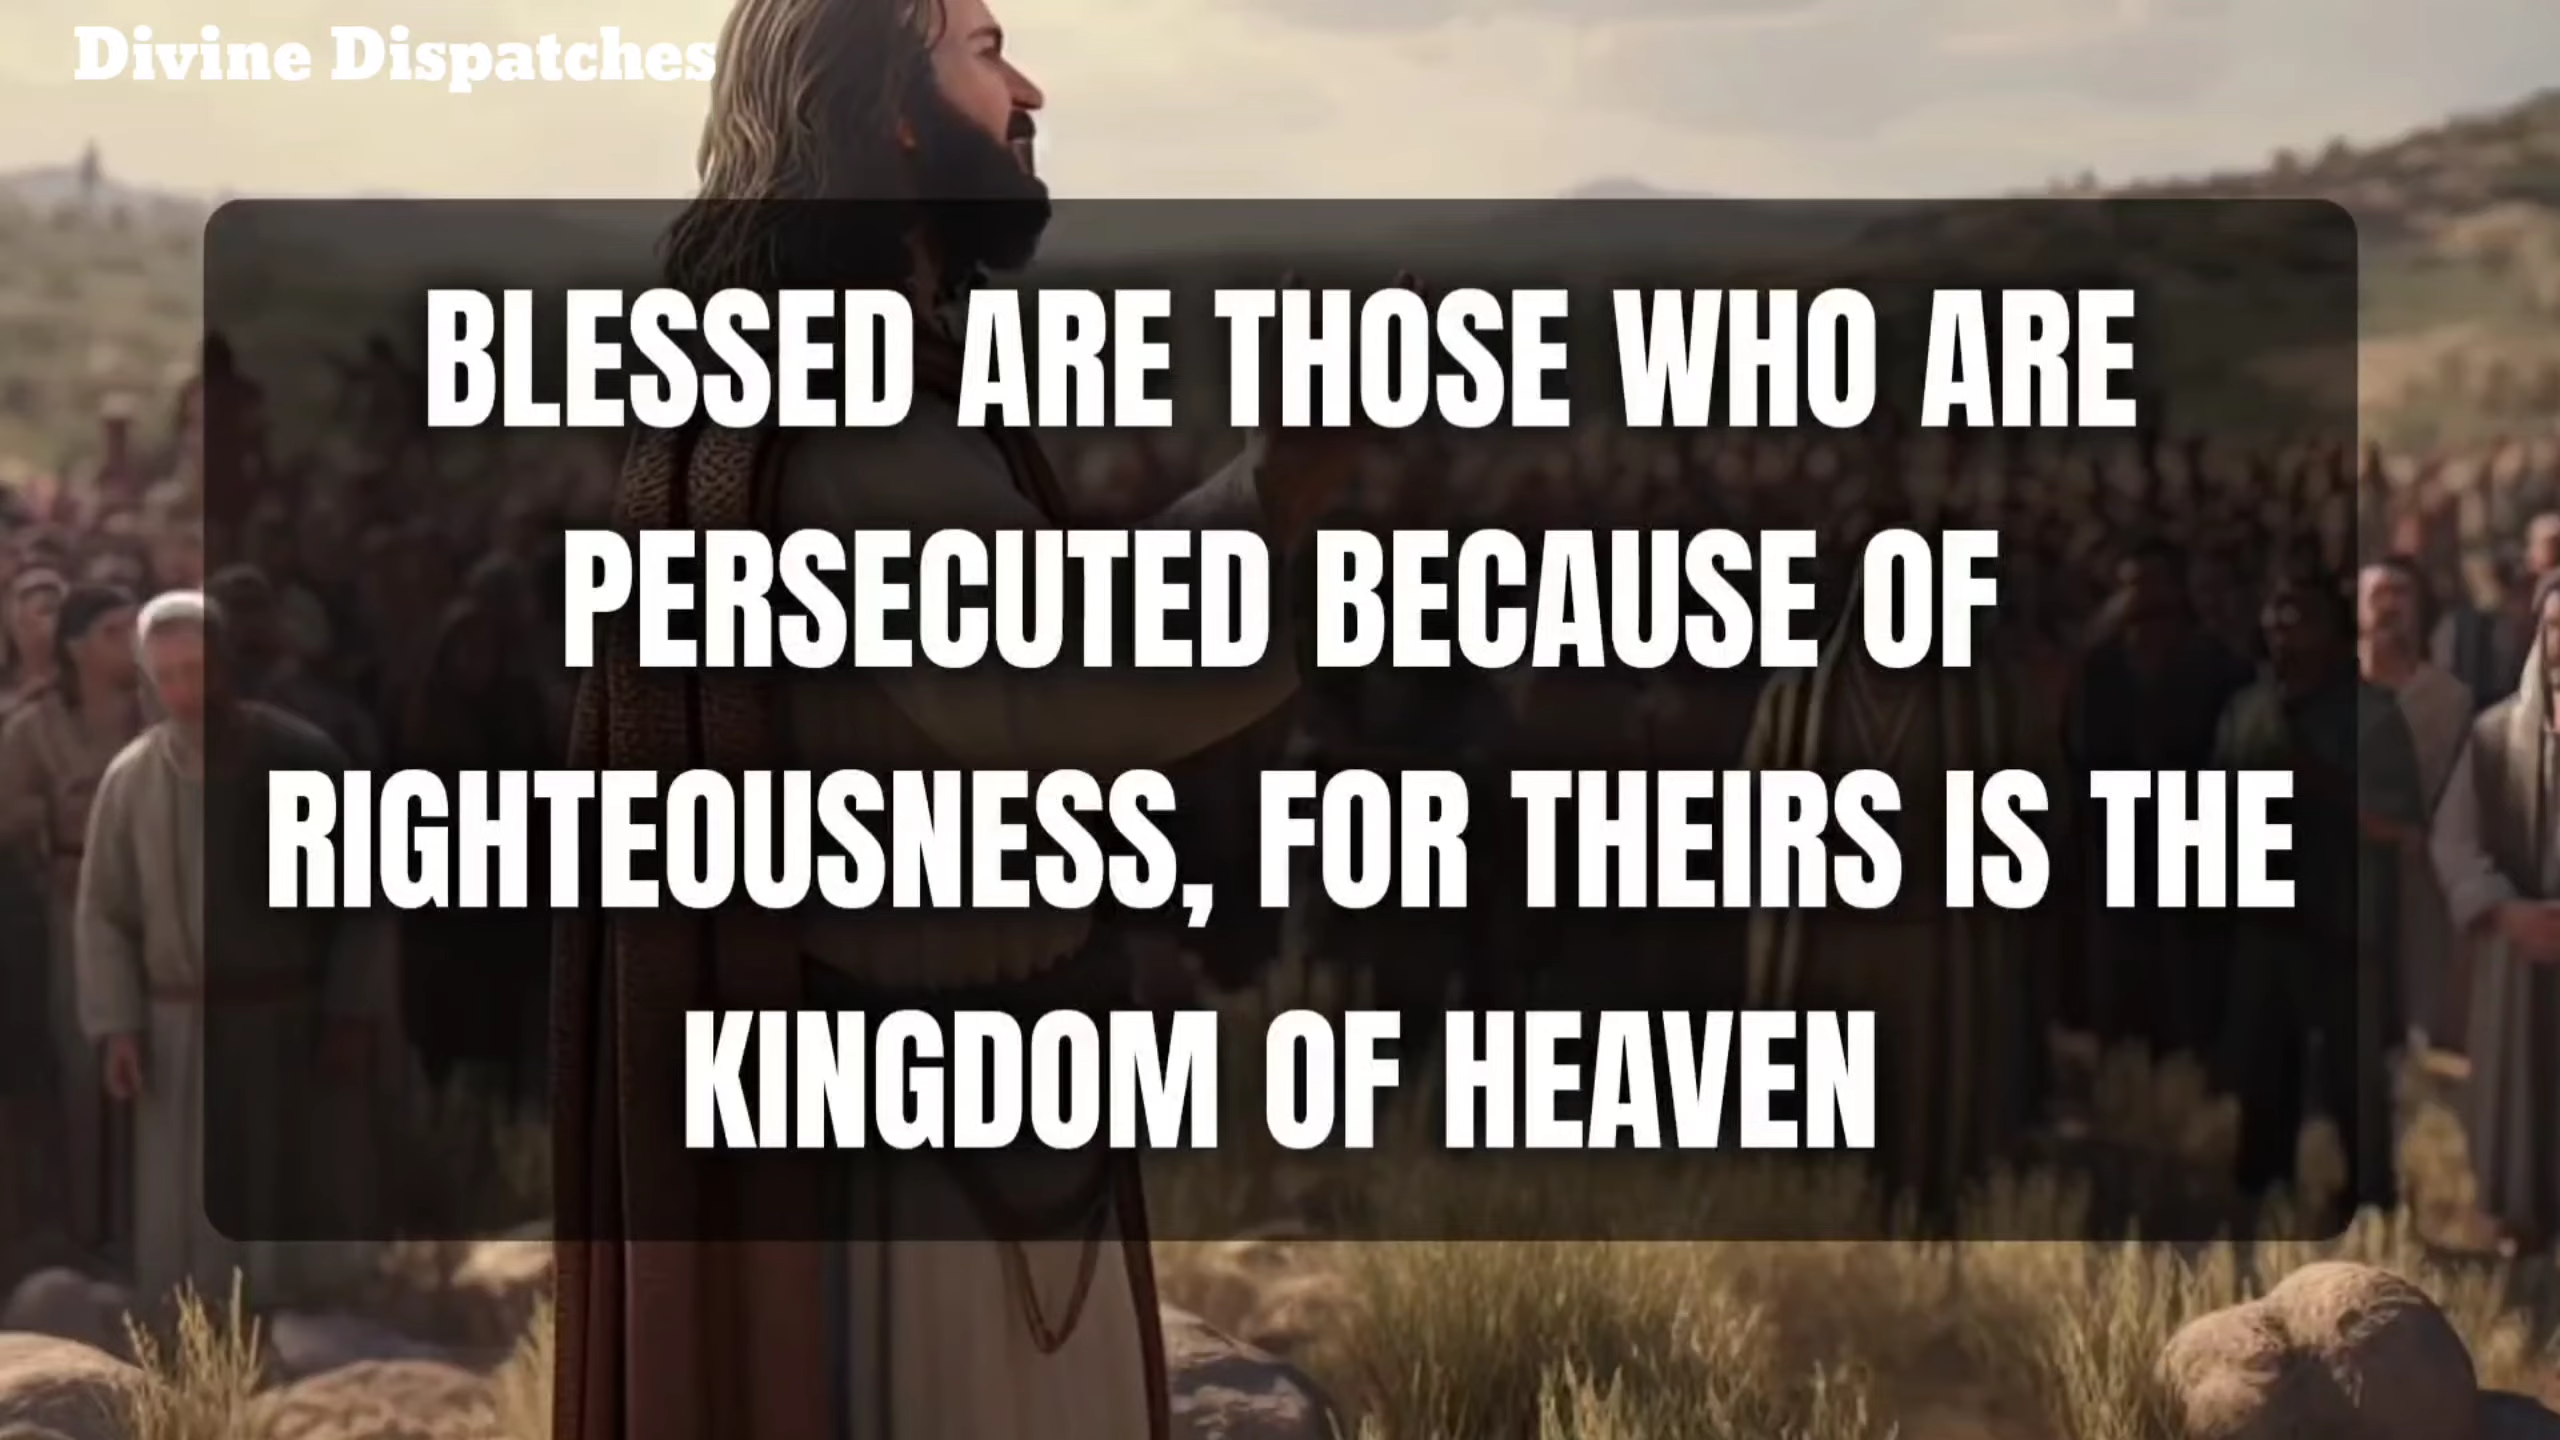 Divine Dispatches
BLESSED ARE THOSE WHO ARE
PERSECUTED BECAUSE OF
RIGHTEOUSNESS, FOR THEIRS IS THE
KINGDOM OF HEAVEN